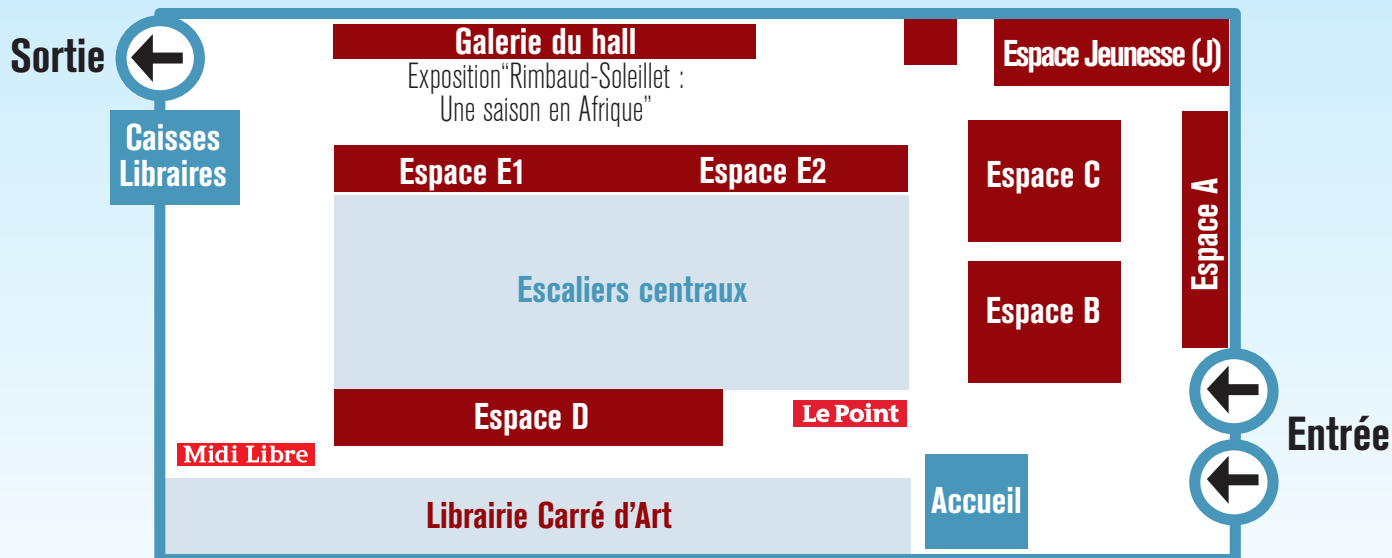 Sortie
Galerie du hall
Exposition“Rimbaud-Soleillet :
Une saison en Afrique”
Espace Jeunesse (J)
Caisses
Libraires
Espace E1
Espace E2
Espace C
Espace A
Escaliers centraux
Espace B
Espace D
Le Point
Entrée
Midi Libre
Librairie Carré d’Art
Accueil